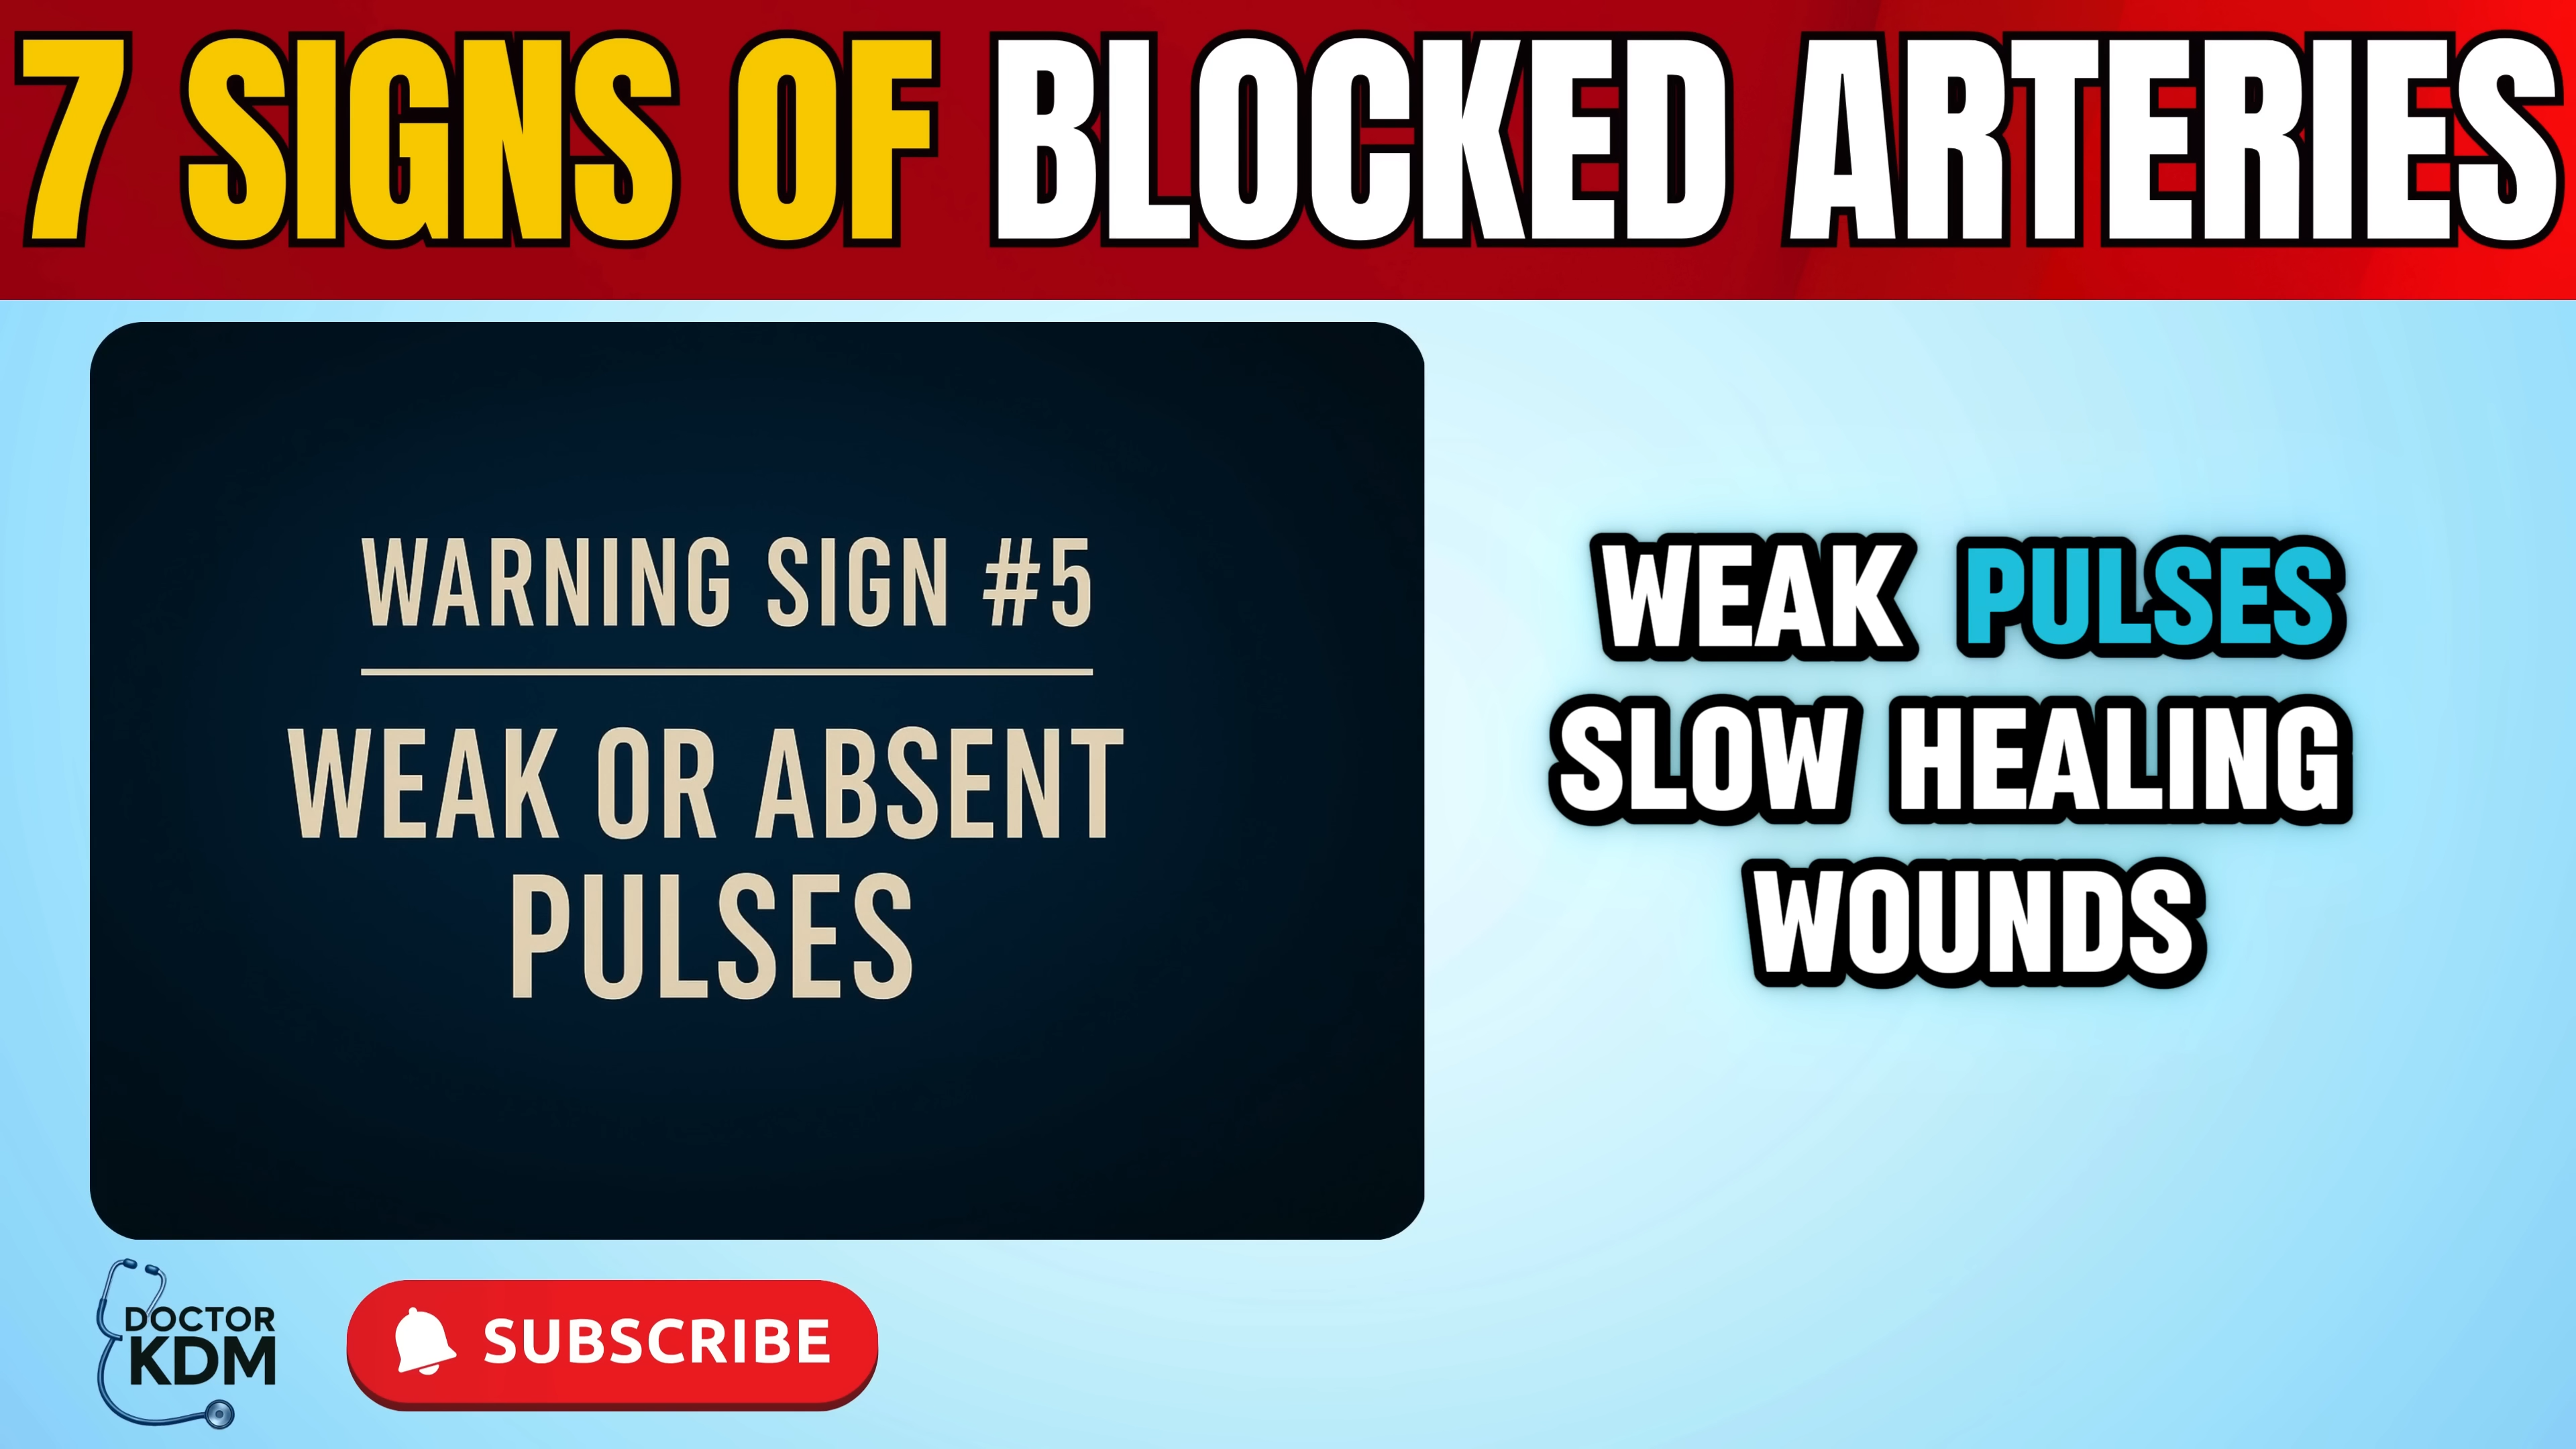 7 SIGNS OF BLOCKED ARTERIES
WARNING SIGN #5
WEAK OR ABSENT
PULSES
WEAK PULSES
SLOW HEALING
WOUNDS
DOCTOR
KDM
SUBSCRIBE